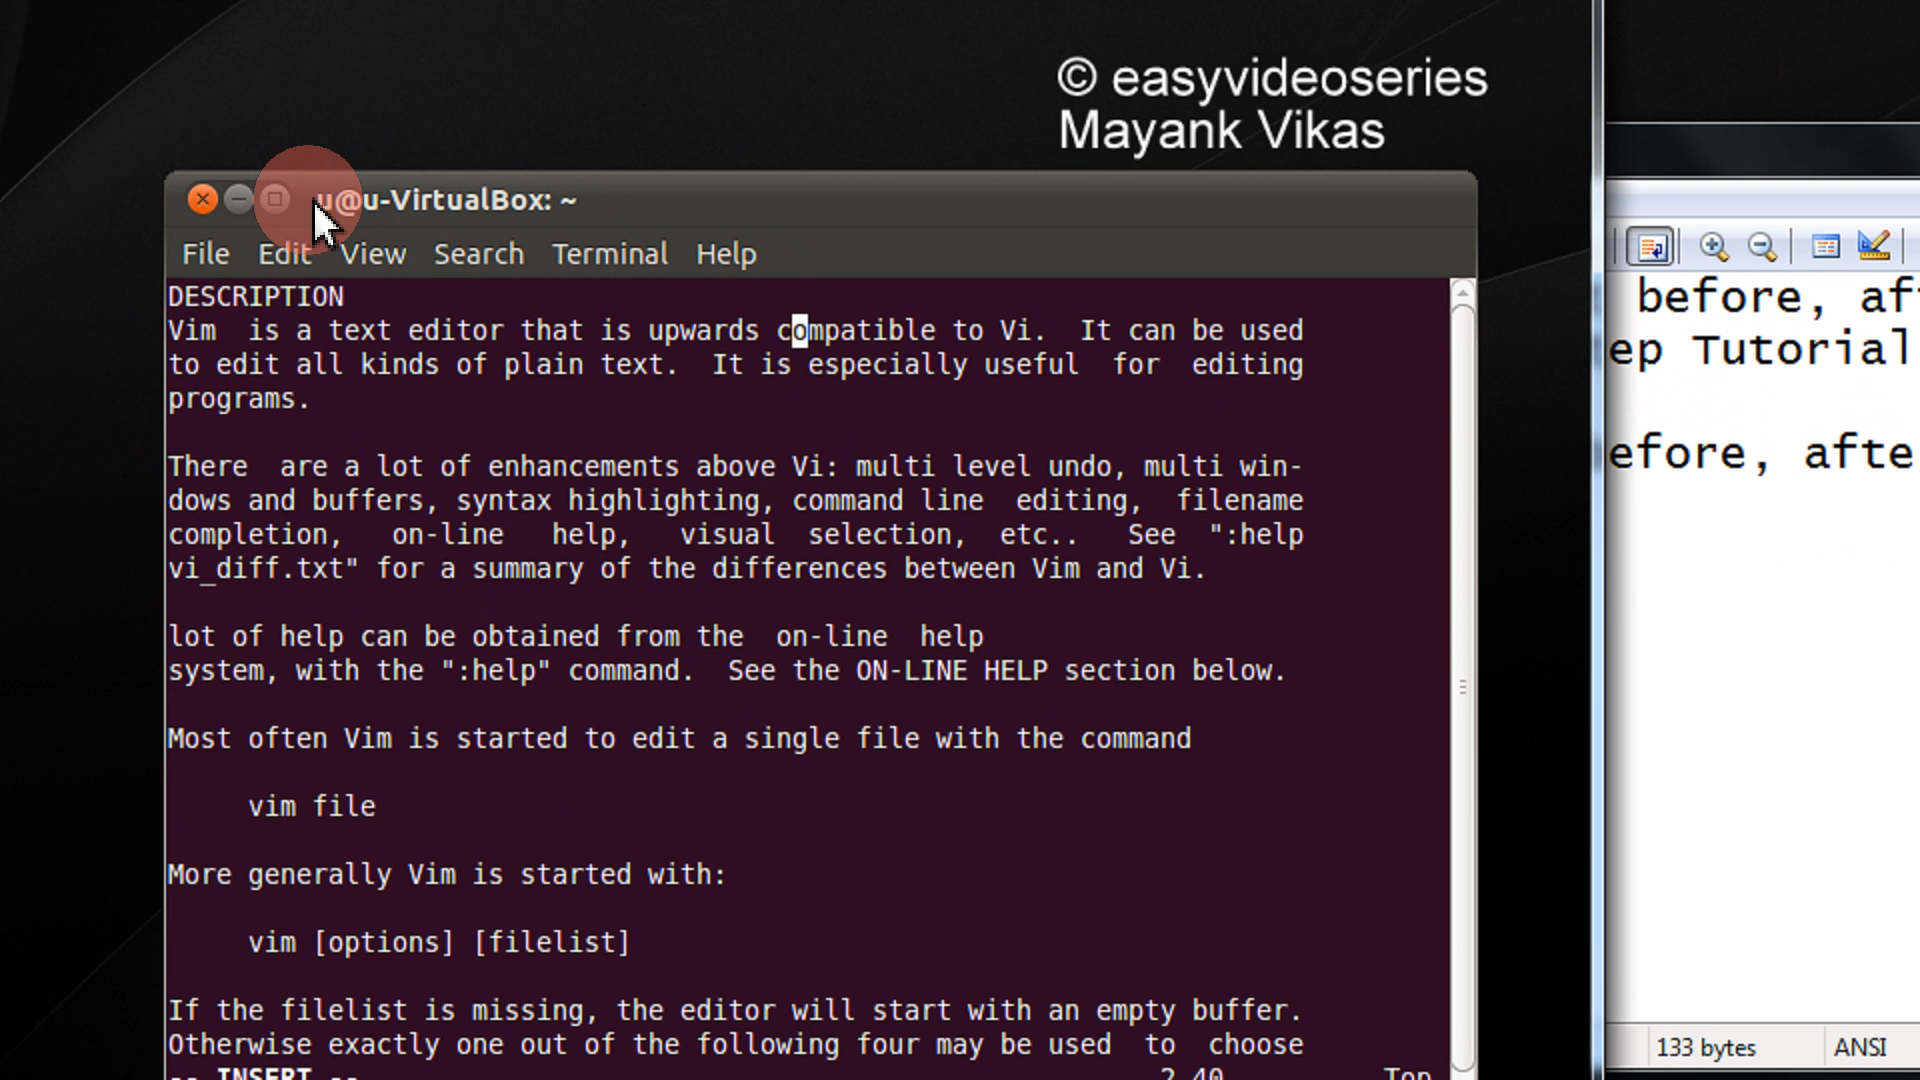 © easyvideoseries
Mayank Vikas
u@u-VirtualBox: ~
File Edit View Search Terminal Help
DESCRIPTION
Vim  is a text editor that is upwards compatible to Vi.  It can be used
to edit all kinds of plain text.  It is especially useful  for  editing
programs.
There  are a lot of enhancements above Vi: multi level undo, multi win-
dows and buffers, syntax highlighting, command line  editing,  filename
completion,   on-line   help,   visual  selection,  etc..   See  ":help
vi_diff.txt" for a summary of the differences between Vim and Vi.
lot of help can be obtained from the  on-line  help
system, with the ":help" command.  See the ON-LINE HELP section below.
Most often Vim is started to edit a single file with the command
vim file
More generally Vim is started with:
vim [options] [filelist]
If the filelist is missing, the editor will start with an empty buffer.
Otherwise exactly one out of the following four may be used  to  choose
-- INSERT -- 2,40 Top
before, af
ep Tutorial
efore, afte
133 bytes ANSI